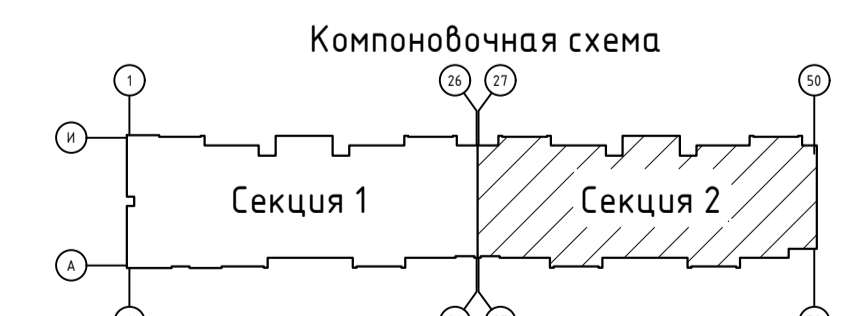 Компоновочная схема
1 26 27 50
И
Секция 1 Секция 2
А